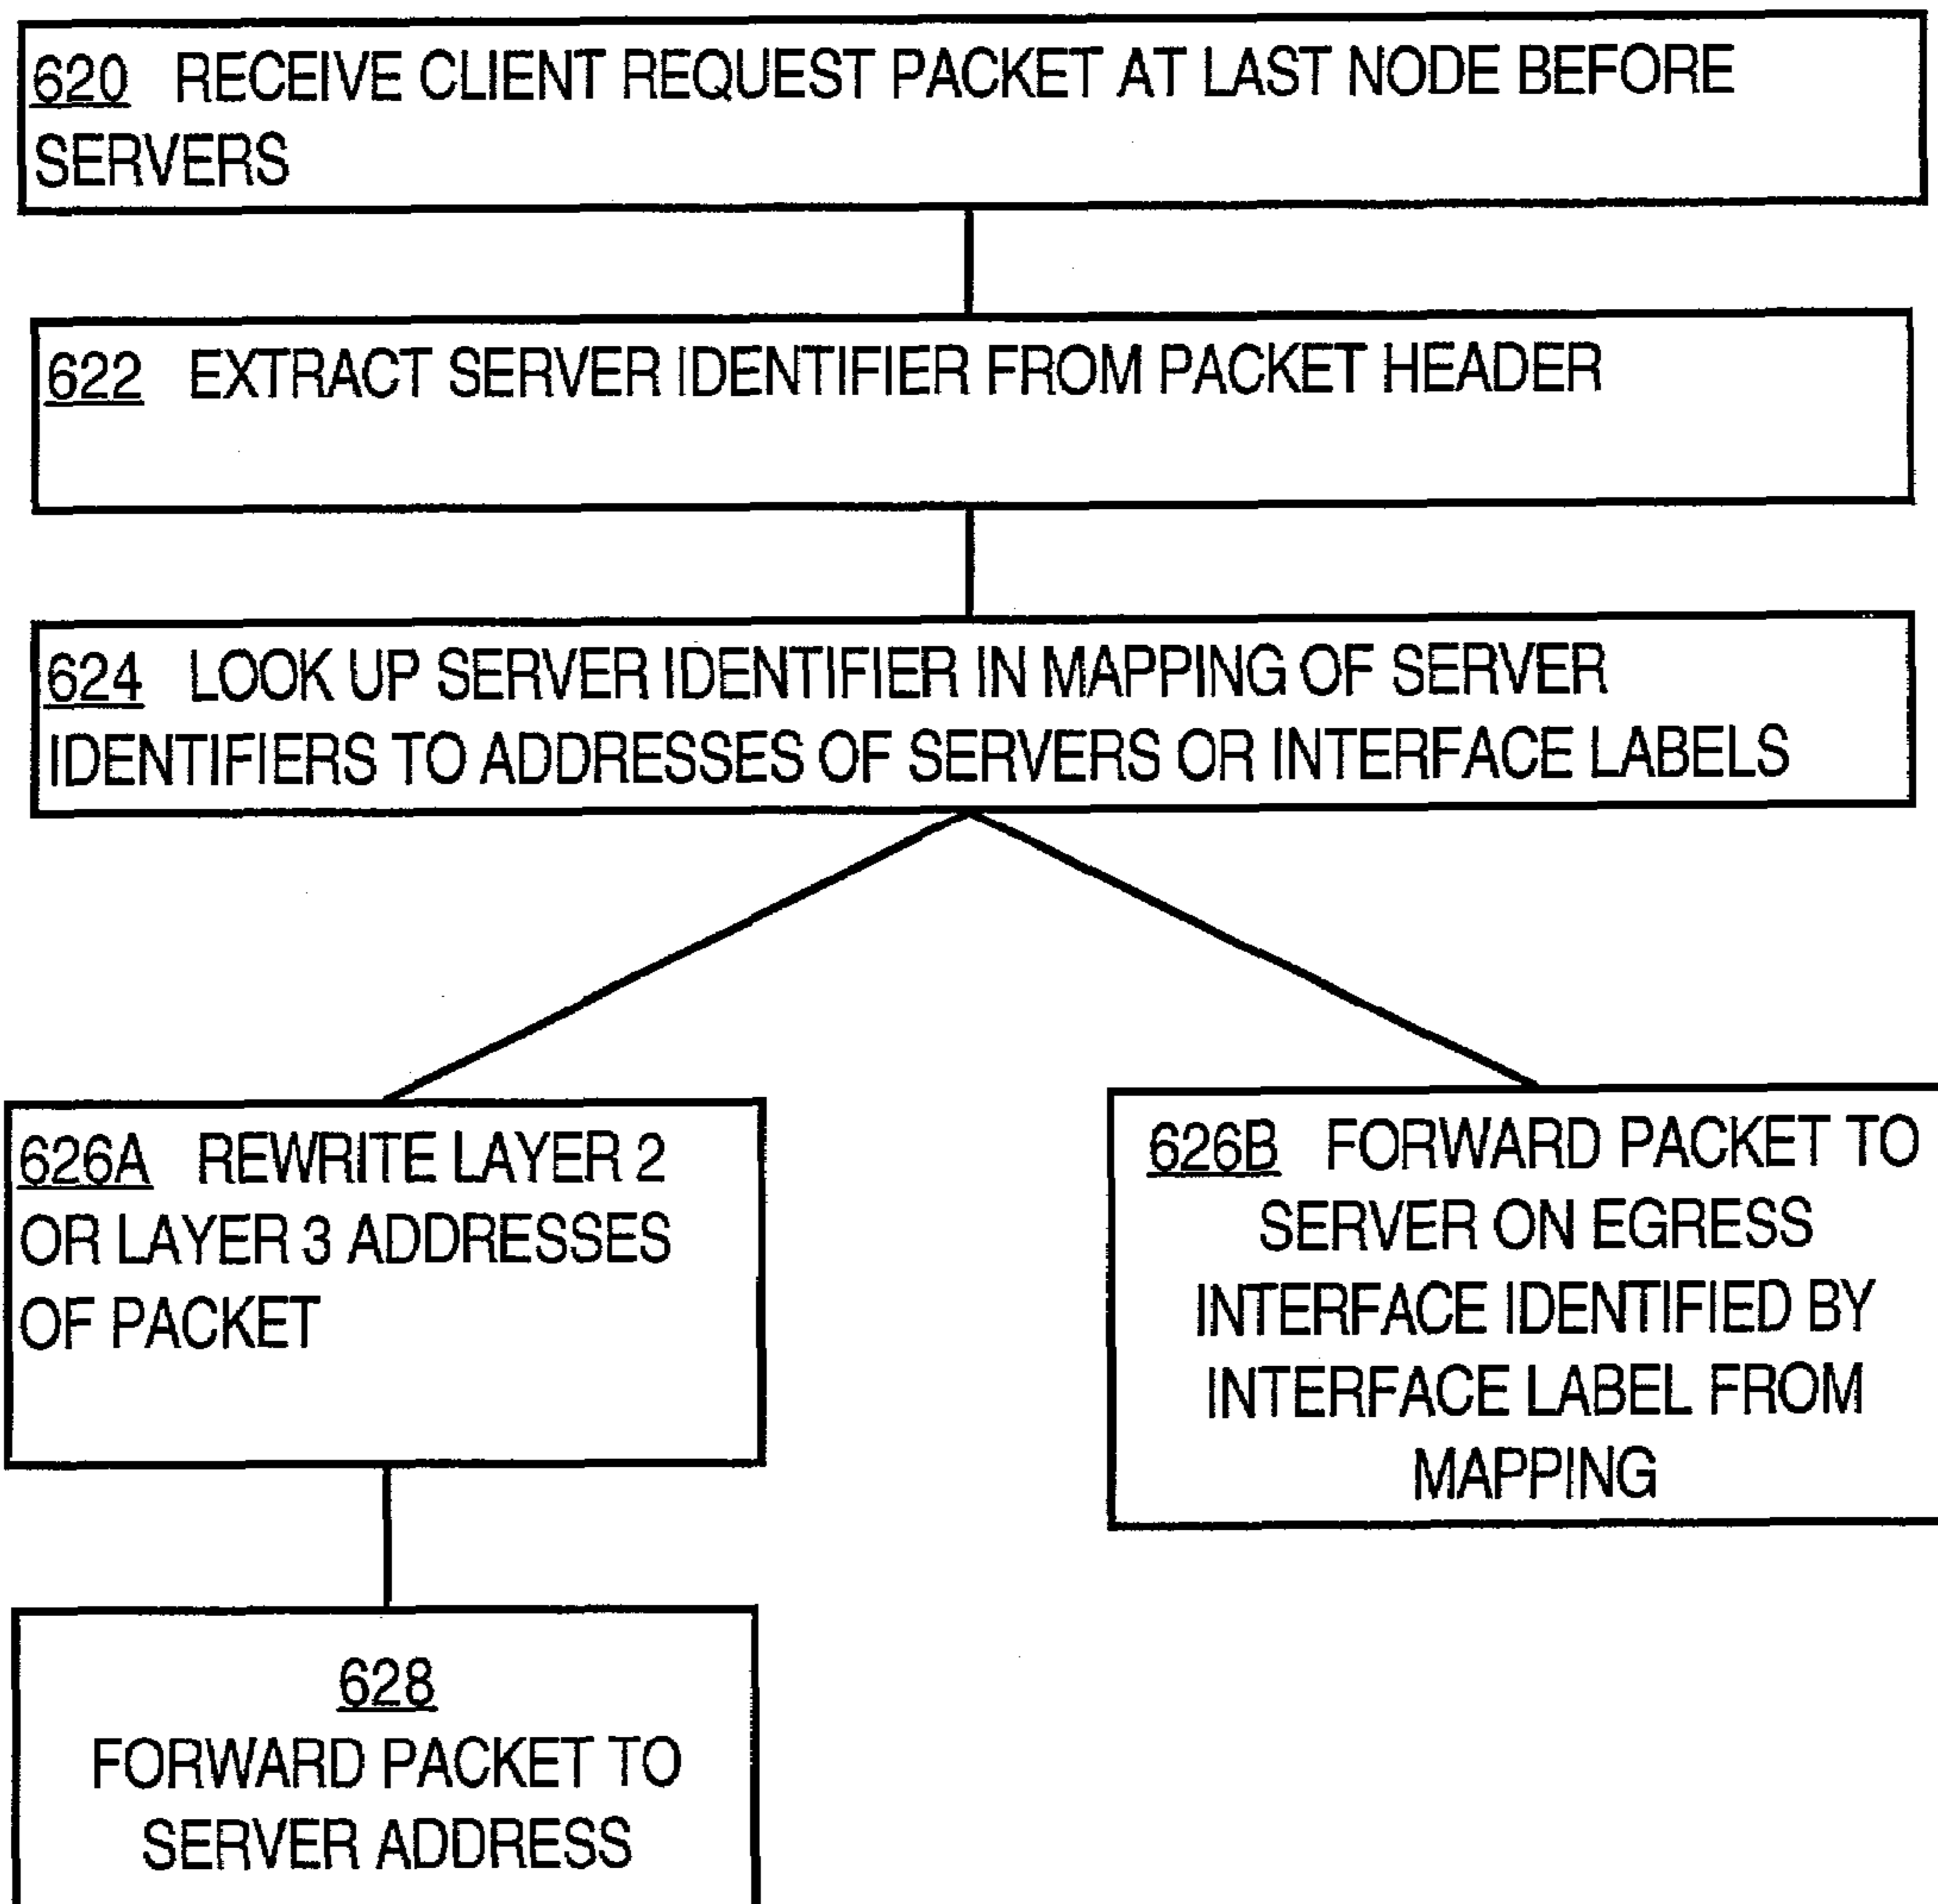 620 RECEIVE CLIENT REQUEST PACKET AT LAST NODE BEFORE
SERVERS
622 EXTRACT SERVER IDENTIFIER FROM PACKET HEADER
624 LOOK UP SERVER IDENTIFIER IN MAPPING OF SERVER
IDENTIFIERS TO ADDRESSES OF SERVERS OR INTERFACE LABELS
626A REWRITE LAYER 2
OR LAYER 3 ADDRESSES
OF PACKET
626B FORWARD PACKET TO
SERVER ON EGRESS
INTERFACE IDENTIFIED BY
INTERFACE LABEL FROM
MAPPING
628
FORWARD PACKET TO
SERVER ADDRESS